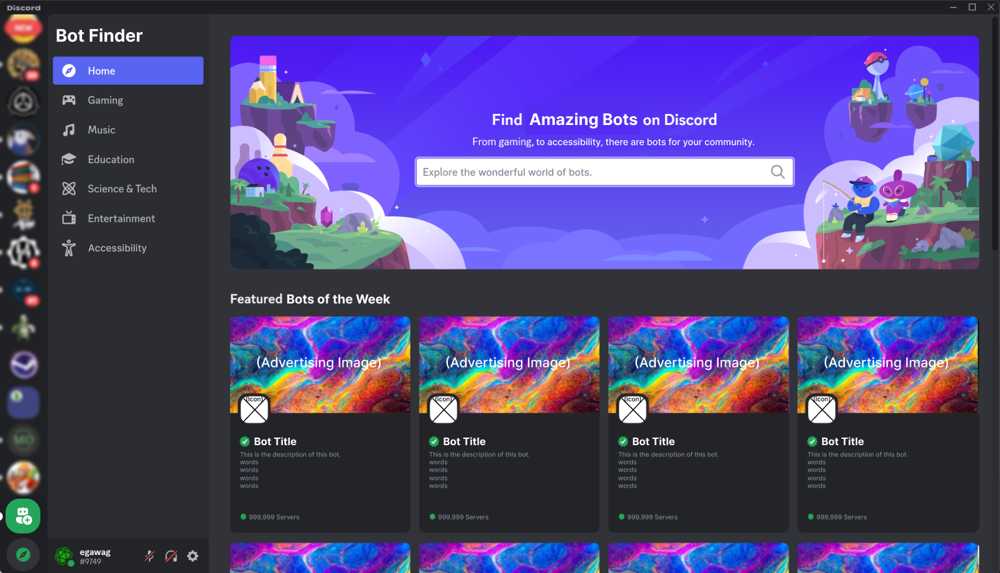 Discord
NEW
Bot Finder
Home
Gaming
Music
Education
Science & Tech
Entertainment
Accessibility
egawag
#9749
Find Amazing Bots on Discord
From gaming, to accessibility, there are bots for your community.
Explore the wonderful world of bots.
Featured Bots of the Week
(Advertising Image)
(Icon)
Bot Title
This is the description of this bot.
words
words
words
words
999,999 Servers
(Advertising Image)
(Icon)
Bot Title
This is the description of this bot.
words
words
words
words
999,999 Servers
(Advertising Image)
(Icon)
Bot Title
This is the description of this bot.
words
words
words
words
999,999 Servers
(Advertising Image)
(Icon)
Bot Title
This is the description of this bot.
words
words
words
words
999,999 Servers